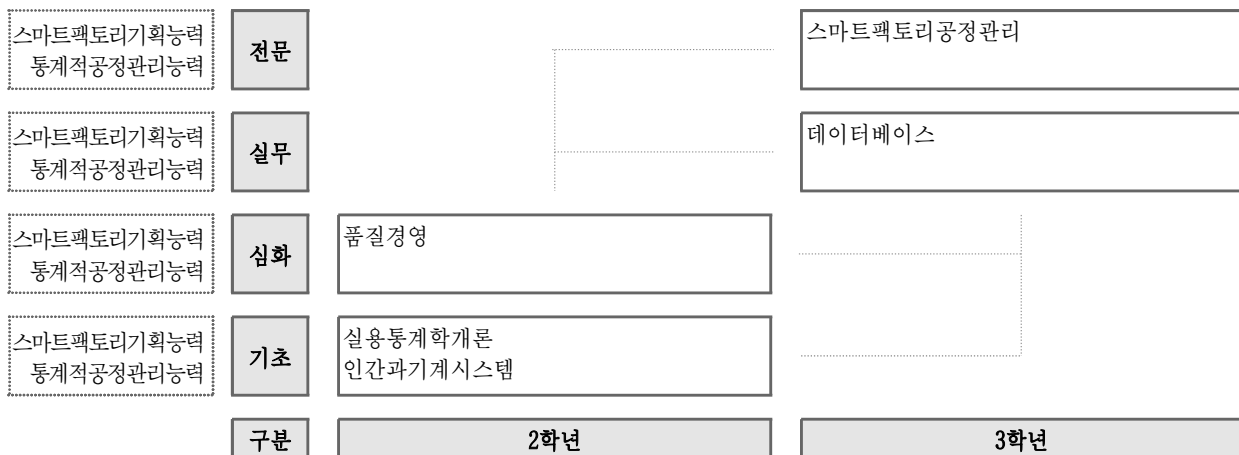 스마트팩토리기획능력
통계적공정관리능력
전문
스마트팩토리공정관리
스마트팩토리기획능력
통계적공정관리능력
실무
데이터베이스
스마트팩토리기획능력
통계적공정관리능력
심화
품질경영
스마트팩토리기획능력
통계적공정관리능력
기초
실용통계학개론
인간과기계시스템
구분
2학년
3학년